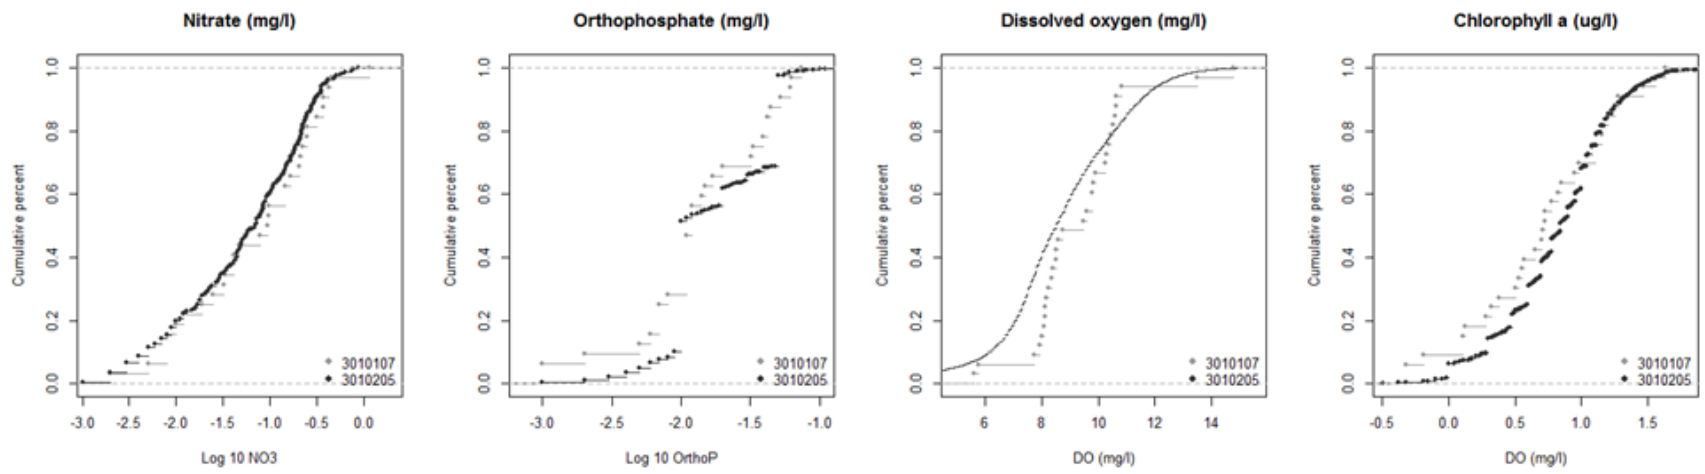 Nitrate (mg/l)
Cumulative percent
0.0 0.2 0.4 0.6 0.8 1.0
-3.0 -2.5 -2.0 -1.5 -1.0 -0.5 0.0
Log 10 NO3
3010107
3010205
Orthophosphate (mg/l)
Cumulative percent
0.0 0.2 0.4 0.6 0.8 1.0
-3.0 -2.5 -2.0 -1.5 -1.0
Log 10 OrthoP
3010107
3010205
Dissolved oxygen (mg/l)
Cumulative percent
0.0 0.2 0.4 0.6 0.8 1.0
6 8 10 12 14
DO (mg/l)
3010107
3010205
Chlorophyll a (ug/l)
Cumulative percent
0.0 0.2 0.4 0.6 0.8 1.0
-0.5 0.0 0.5 1.0 1.5
DO (mg/l)
3010107
3010205